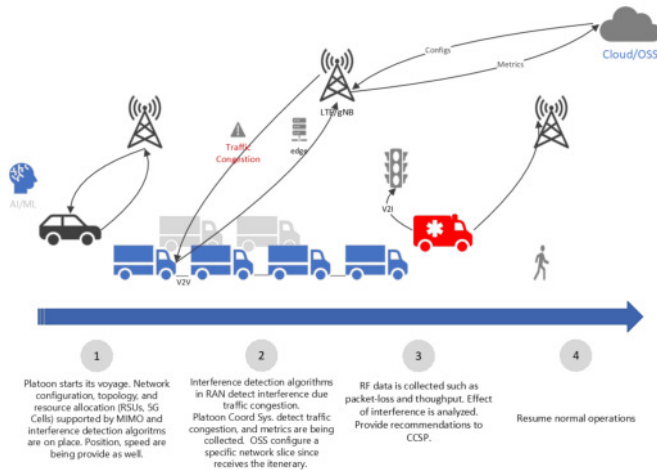 Configs
Metrics
Cloud/OSS
LTE/gNB
Traffic
Congestion
edge
AI/ML
V2I
V2V
1
2
3
4
Platoon starts its voyage. Network
configuration, topology, and
resource allocation (RSUs, 5G
Cells) supported by MIMO and
interference detection algoritms
are on place. Position, speed are
being provide as well.
Interference detection algorithms
in RAN detect interference due
traffic congestion.
Platoon Coord Sys. detect traffic
congestion, and metrics are being
collected. OSS configure a
specific network slice since
receives the itenerary.
RF data is collected such as
packet-loss and thoughput. Effect
of interference is analyzed.
Provide recommendations to
CCSP.
Resume normal operations